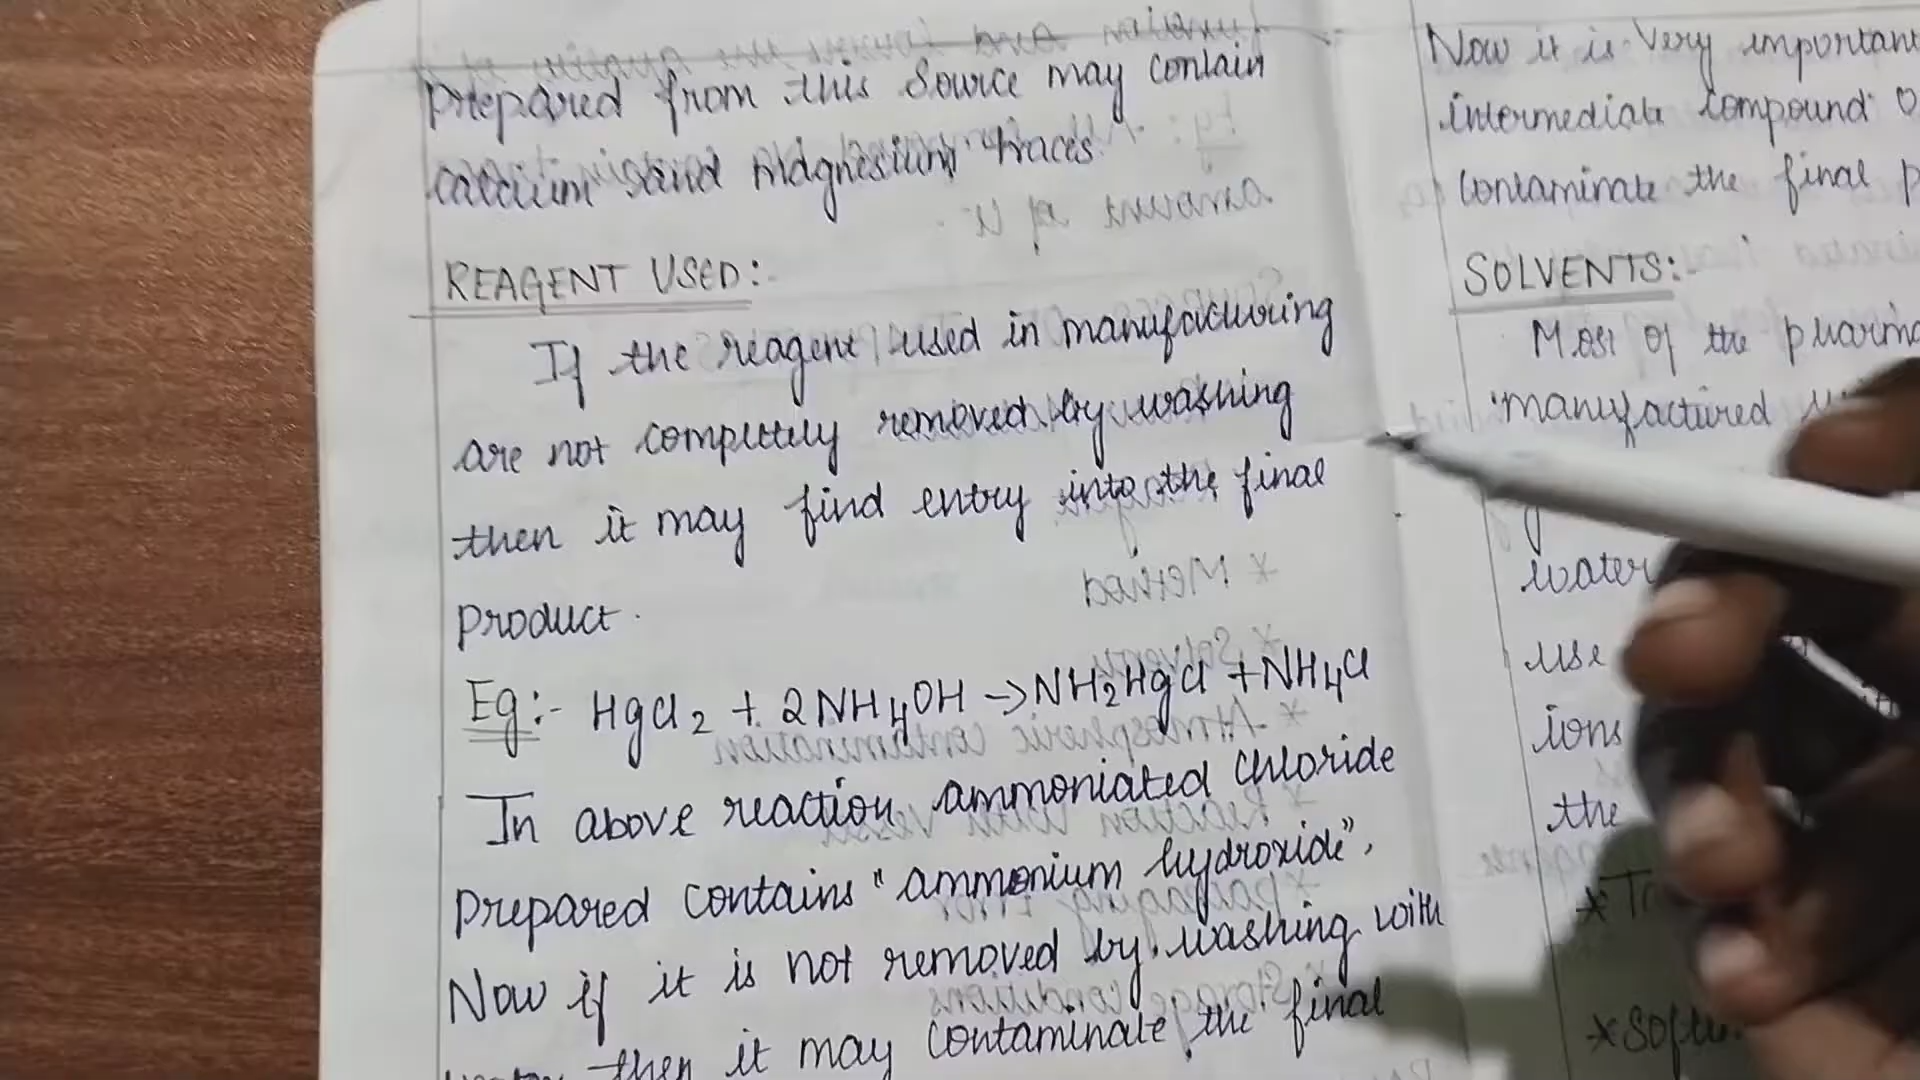 Prepared from this source may contain
calcium and magnesium traces
REAGENT USED:-
If the reagent used in manufacturing
are not completely removed by washing
then it may find entry into the final
product.
Eg:- HgCl2 + 2NH4OH → NH2HgCl + NH4Cl
In above reaction ammoniated chloride
prepared contains "ammonium hydroxide",
Now if it is not removed by washing with
then it may contaminate the final
Now it is very important
intermediate compound
contaminate the final
SOLVENTS:-
Most of the
manufactured
water
use
ions
the